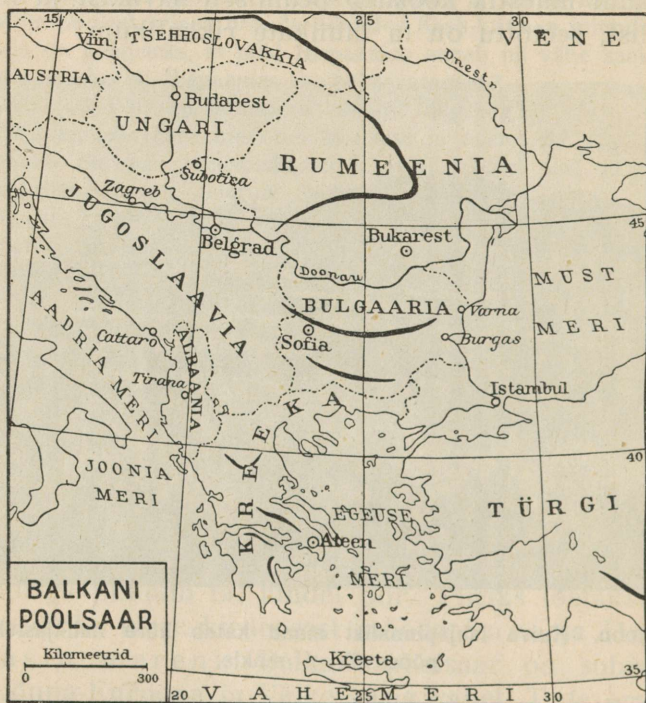 15
25
30
TŠEHHOSLOVAKKIA
VENE
Viin
AUSTRIA
Dnestr
Budapest
UNGARI
RUMEENIA
Subotica
Zagreb
JUGOSLAAVIA
Belgrad
Bukarest
45
Doonau
MUST
MERI
BULGAARIA
Varna
AADRIA MERI
Cattaro
ALBAANIA
Sofia
Burgas
Tirana
Istambul
KREEKA
JOONIA
MERI
40
TÜRGI
EGEUSE
MERI
Ateen
BALKANI
POOLSAAR
Kilomeetrid
0 300
Kreeta
35
20
VAHEMERI
25
30